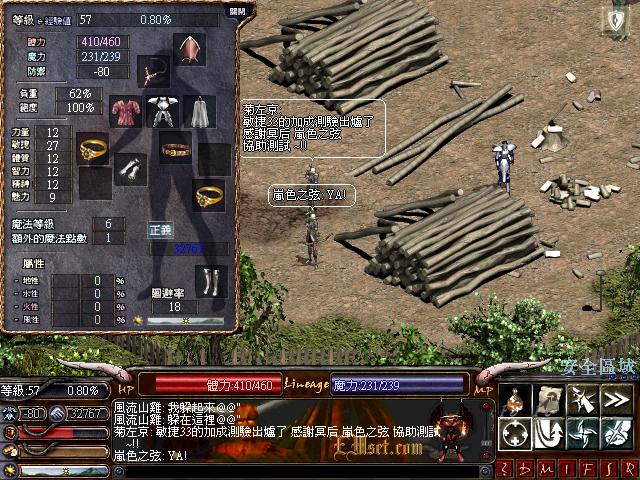 等級 & 經驗值 57 0.80% 關閉
體力 410/460
魔力 231/239
防禦 -80
負重 62%
飽度 100%
力量 12
敏捷 27
體質 12
智力 12
精神 12
魅力 9
魔法等級 6
額外的魔法點數 1
正義
32767
屬性
地性 0 %
水性 0 %
火性 0 %
風性 0 %
迴避率
18
菊左京:
敏捷33的加成測驗出爐了
感謝冥后 嵐色之弦
協助測試 ~!!
嵐色之弦: YA!
安全區域
等級:57 0.80% HP 體力:410/460 Lineage 魔力:231/239 MP
-80 32767
風流山雞: 我躲起來@@"
風流山雞: 躲在這裡@@"
菊左京: 敏捷33的加成測驗出爐了 感謝冥后 嵐色之弦 協助測試
~!!
嵐色之弦: YA!
EMset.com